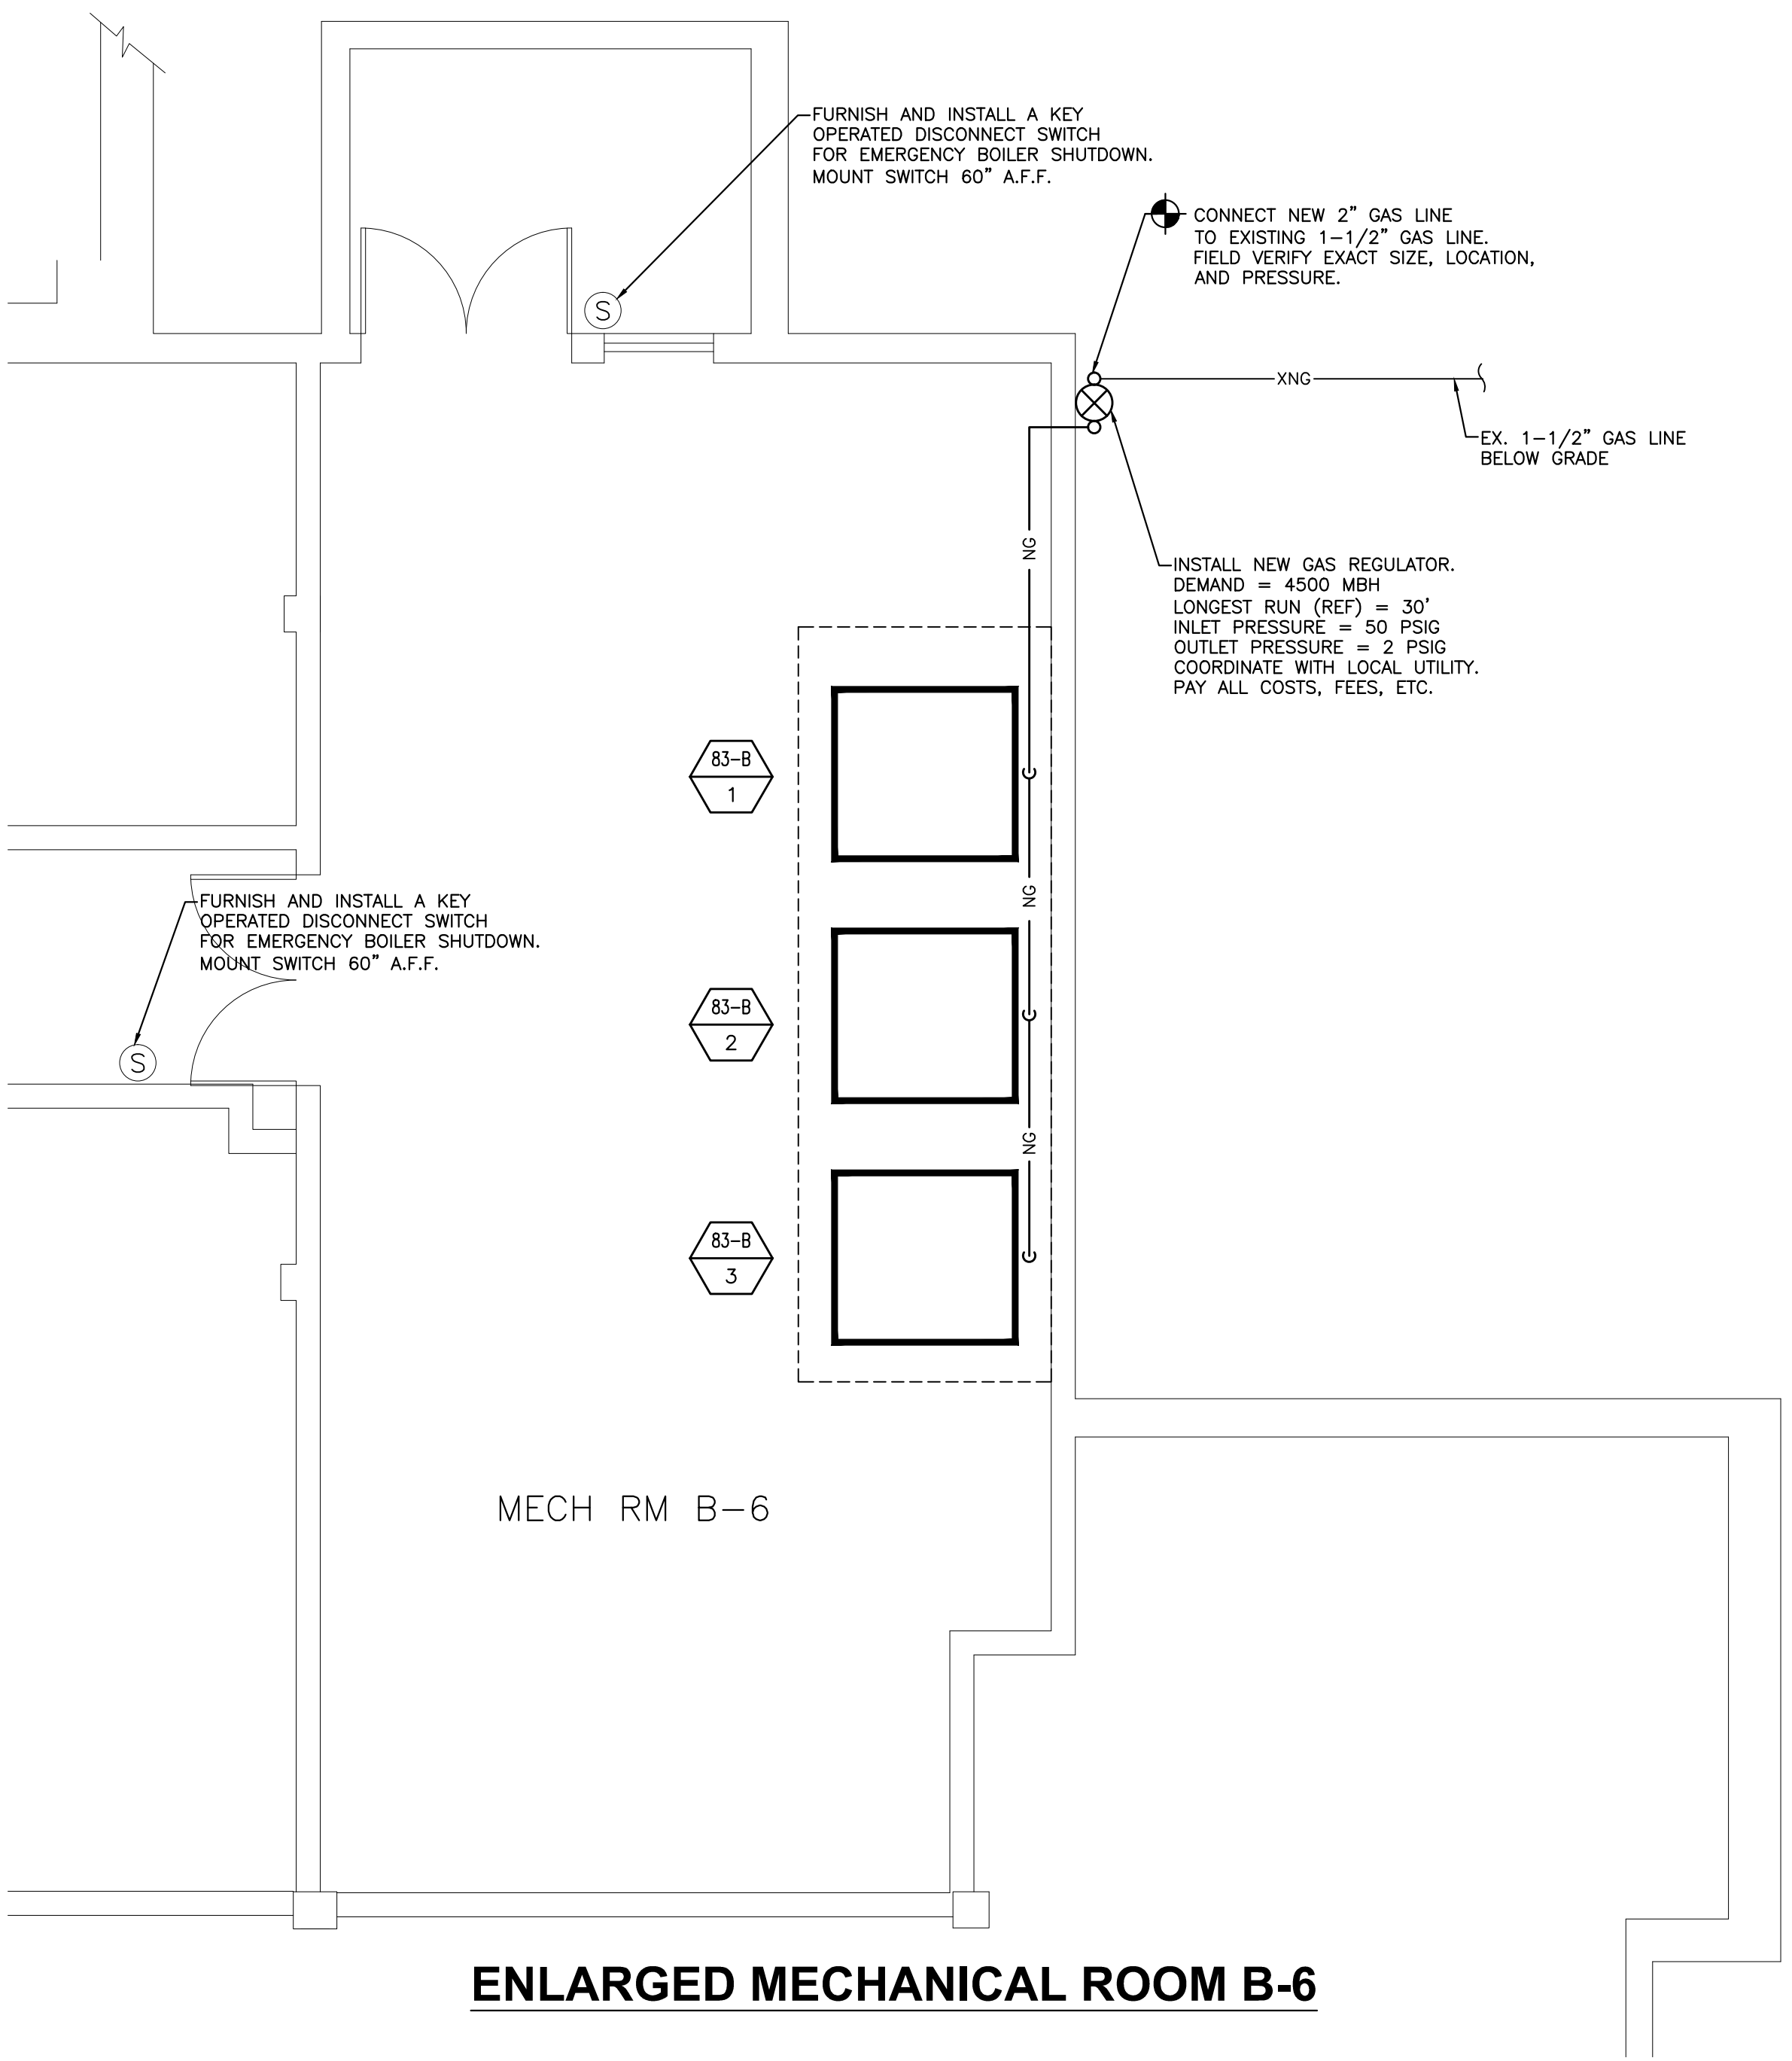 FURNISH AND INSTALL A KEY
OPERATED DISCONNECT SWITCH
FOR EMERGENCY BOILER SHUTDOWN.
MOUNT SWITCH 60" A.F.F.
CONNECT NEW 2" GAS LINE
TO EXISTING 1-1/2" GAS LINE.
FIELD VERIFY EXACT SIZE, LOCATION,
AND PRESSURE.
S
XNG
EX. 1-1/2" GAS LINE
BELOW GRADE
NG
INSTALL NEW GAS REGULATOR.
DEMAND = 4500 MBH
LONGEST RUN (REF) = 30'
INLET PRESSURE = 50 PSIG
OUTLET PRESSURE = 2 PSIG
COORDINATE WITH LOCAL UTILITY.
PAY ALL COSTS, FEES, ETC.
83-B
1
NG
FURNISH AND INSTALL A KEY
OPERATED DISCONNECT SWITCH
FOR EMERGENCY BOILER SHUTDOWN.
MOUNT SWITCH 60" A.F.F.
83-B
2
S
NG
83-B
3
MECH RM B-6
ENLARGED MECHANICAL ROOM B-6